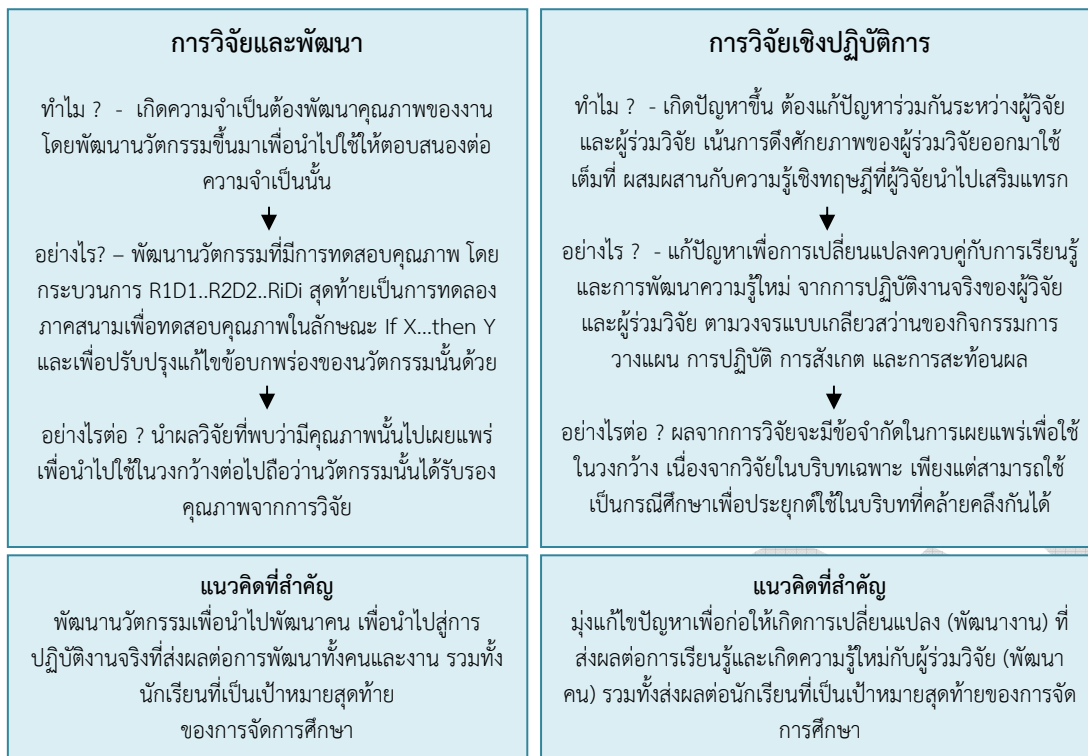 การวิจัยและพัฒนา
ทำไม ? - เกิดความจำเป็นต้องพัฒนาคุณภาพของงาน
โดยพัฒนานวัตกรรมขึ้นมาเพื่อนำไปใช้ให้ตอบสนองต่อ
ความจำเป็นนั้น
อย่างไร? – พัฒนานวัตกรรมที่มีการทดสอบคุณภาพ โดย
กระบวนการ R1D1..R2D2..RiDi สุดท้ายเป็นการทดลอง
ภาคสนามเพื่อทดสอบคุณภาพในลักษณะ If X...then Y
และเพื่อปรับปรุงแก้ไขข้อบกพร่องของนวัตกรรมนั้นด้วย
อย่างไรต่อ ? นำผลวิจัยที่พบว่ามีคุณภาพนั้นไปเผยแพร่
เพื่อนำไปใช้ในวงกว้างต่อไปถือว่านวัตกรรมนั้นได้รับรอง
คุณภาพจากการวิจัย
แนวคิดที่สำคัญ
พัฒนานวัตกรรมเพื่อนำไปพัฒนาคน เพื่อนำไปสู่การ
ปฏิบัติงานจริงที่ส่งผลต่อการพัฒนาทั้งคนและงาน รวมทั้ง
นักเรียนที่เป็นเป้าหมายสุดท้าย
ของการจัดการศึกษา
การวิจัยเชิงปฏิบัติการ
ทำไม ? - เกิดปัญหาขึ้น ต้องแก้ปัญหาร่วมกันระหว่างผู้วิจัย
และผู้ร่วมวิจัย เน้นการดึงศักยภาพของผู้ร่วมวิจัยออกมาใช้
เต็มที่ ผสมผสานกับความรู้เชิงทฤษฎีที่ผู้วิจัยนำไปเสริมแทรก
อย่างไร ? - แก้ปัญหาเพื่อการเปลี่ยนแปลงควบคู่กับการเรียนรู้
และการพัฒนาความรู้ใหม่ จากการปฏิบัติงานจริงของผู้วิจัย
และผู้ร่วมวิจัย ตามวงจรแบบเกลียวสว่านของกิจกรรมการ
วางแผน การปฏิบัติ การสังเกต และการสะท้อนผล
อย่างไรต่อ ? ผลจากการวิจัยจะมีข้อจำกัดในการเผยแพร่เพื่อใช้
ในวงกว้าง เนื่องจากวิจัยในบริบทเฉพาะ เพียงแต่สามารถใช้
เป็นกรณีศึกษาเพื่อประยุกต์ใช้ในบริบทที่คล้ายคลึงกันได้
แนวคิดที่สำคัญ
มุ่งแก้ไขปัญหาเพื่อก่อให้เกิดการเปลี่ยนแปลง (พัฒนางาน) ที่
ส่งผลต่อการเรียนรู้และเกิดความรู้ใหม่กับผู้ร่วมวิจัย (พัฒนา
คน) รวมทั้งส่งผลต่อนักเรียนที่เป็นเป้าหมายสุดท้ายของการจัด
การศึกษา